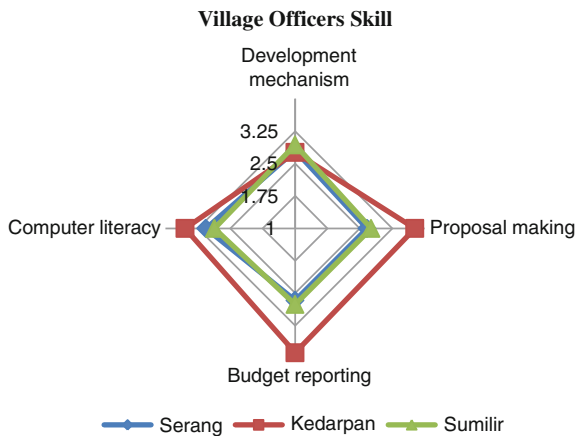 Village Officers Skill
Development
mechanism
3.25
2.5
1.75
Computer literacy
1
Proposal making
Budget reporting
Serang Kedarpan Sumilir